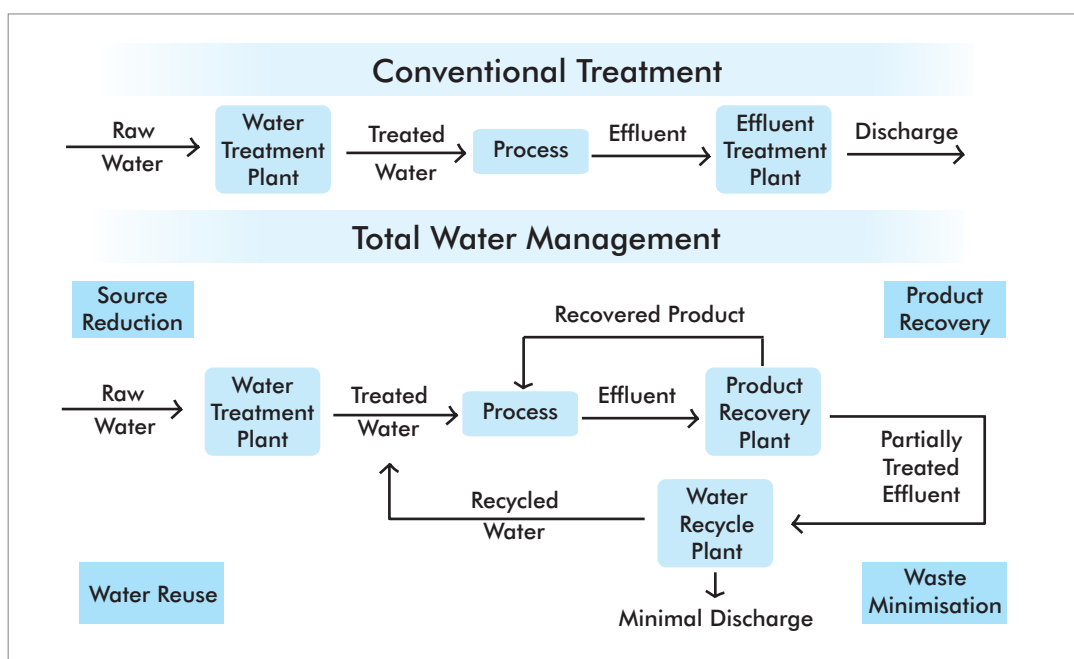 Conventional Treatment
Raw
Water
Water
Treatment
Plant
Treated
Water
Process
Effluent
Effluent
Treatment
Plant
Discharge
Total Water Management
Source
Reduction
Product
Recovery
Recovered Product
Raw
Water
Water
Treatment
Plant
Treated
Water
Process
Effluent
Product
Recovery
Plant
Partially
Treated
Effluent
Recycled
Water
Water
Recycle
Plant
Minimal Discharge
Water Reuse
Waste
Minimisation